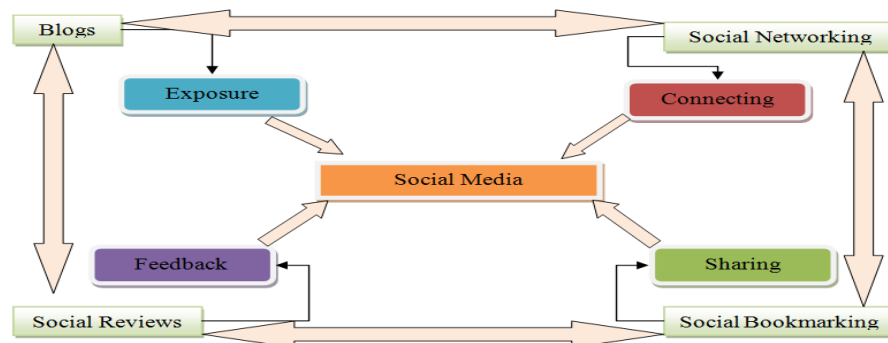 Blogs
Social Networking
Exposure
Connecting
Social Media
Feedback
Sharing
Social Reviews
Social Bookmarking